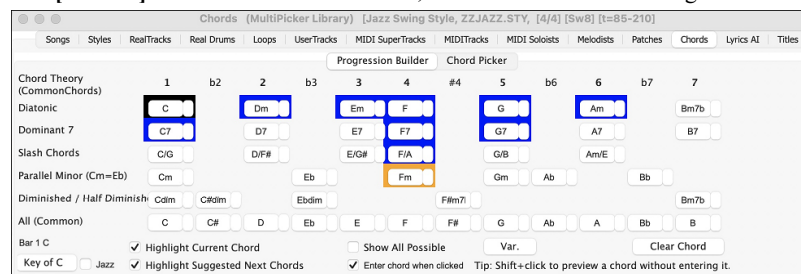 Chords (MultiPicker Library) [Jazz Swing Style, ZZJAZZ.STY, [4/4] [Sw8] [t=85-210]
Songs Styles RealTracks Real Drums Loops UserTracks MIDI SuperTracks MIDITracks MIDI Soloists Melodists Patches Chords Lyrics AI Titles
Progression Builder Chord Picker
Chord Theory
(CommonChords) 1 b2 2 b3 3 4 #4 5 b6 6 b7 7
Diatonic C Dm Em F G Am Bm7b
Dominant 7 C7 D7 E7 F7 G7 A7 B7
Slash Chords C/G D/F# E/G# F/A G/B Am/E
Parallel Minor (Cm=Eb) Cm Eb Fm Gm Ab Bb
Diminished / Half Diminish Cdim C#dim Ebdim F#m7 Bm7b
All (Common) C C# D Eb E F F# G Ab A Bb B
Bar 1 C Highlight Current Chord Show All Possible Var. Clear Chord
Key of C Jazz Highlight Suggested Next Chords Enter chord when clicked Tip: Shift+click to preview a chord without entering it.